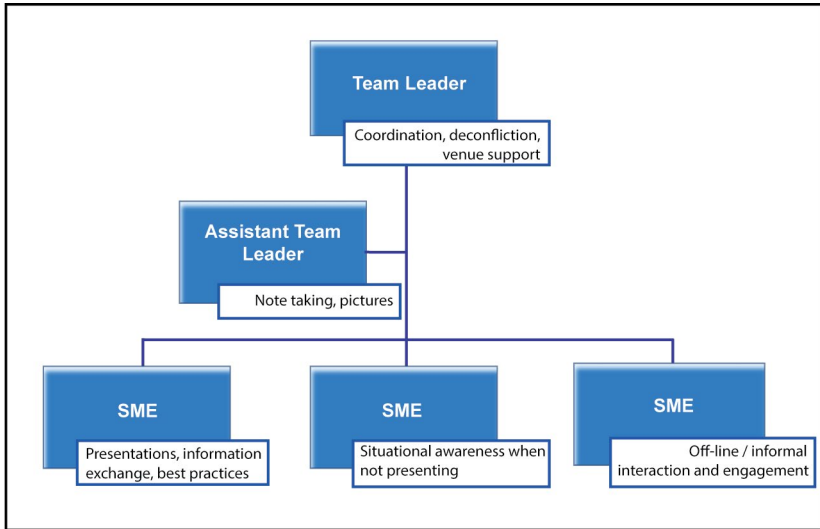 Team Leader
Coordination, deconfliction,
venue support
Assistant Team
Leader
Note taking, pictures
SME
Presentations, information
exchange, best practices
SME
Situational awareness when
not presenting
SME
Off-line / informal
interaction and engagement